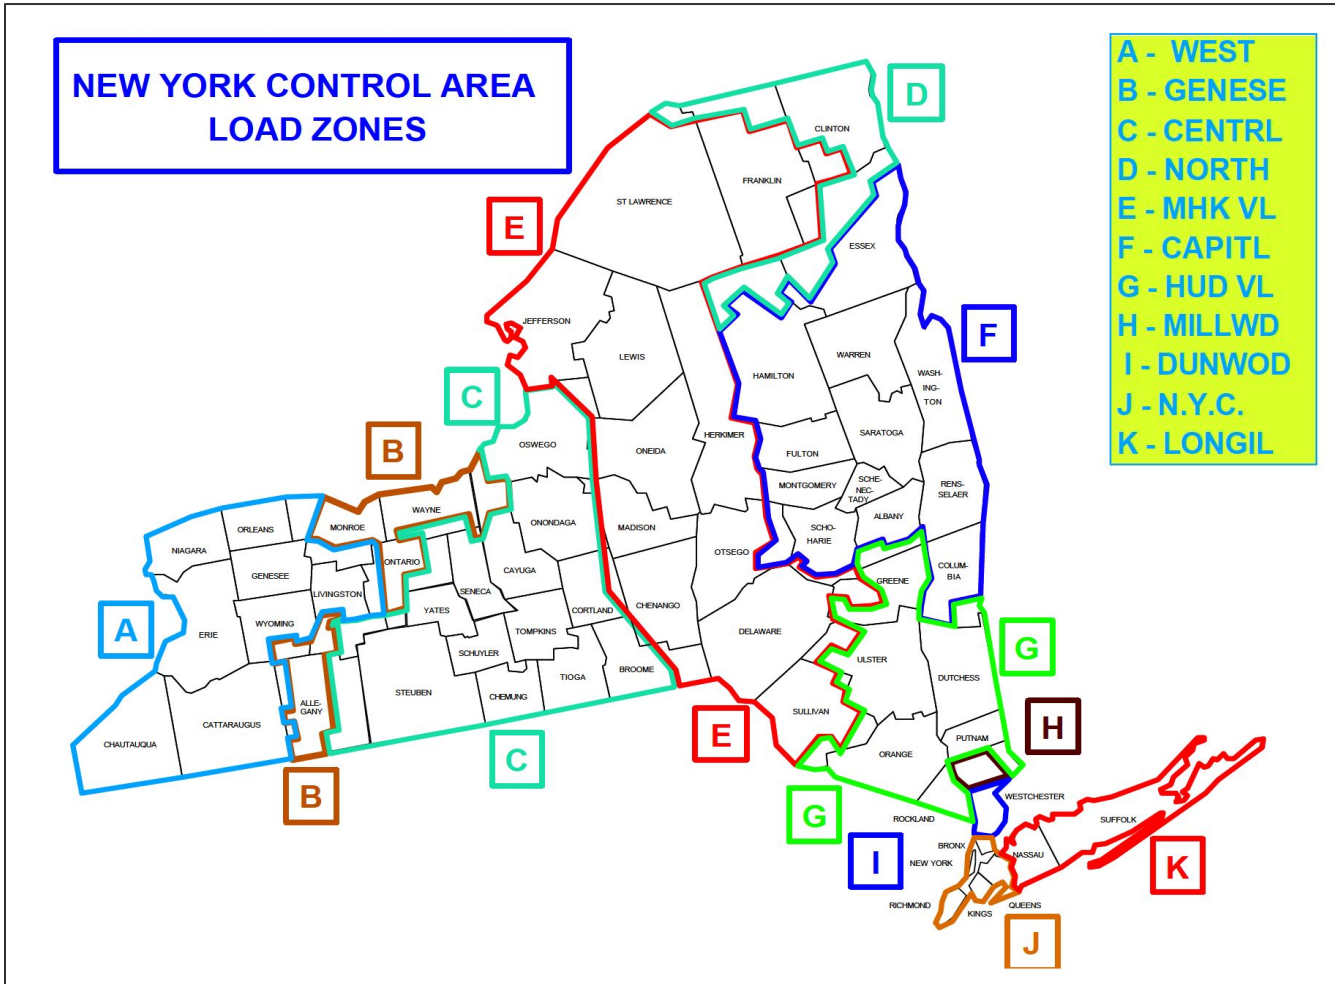 NEW YORK CONTROL AREA
LOAD ZONES
A - WEST
B - GENESE
C - CENTRL
D - NORTH
E - MHK VL
F - CAPITL
G - HUD VL
H - MILLWD
I - DUNWOD
J - N.Y.C.
K - LONGIL
D
CLINTON
FRANKLIN
ST LAWRENCE
E
ESSEX
JEFFERSON
F
LEWIS
WARREN
HAMILTON
WASH-
ING-
TON
C
OSWEGO
HERKIMER
SARATOGA
B
ONEIDA
FULTON
MONTGOMERY
SCHE-
NEC-
TADY
RENS-
SELAER
WAYNE
MONROE
ORLEANS
NIAGARA
ONONDAGA
MADISON
SCHO-
HARIE
ALBANY
OTSEGO
ONTARIO
GENESEE
CAYUGA
COLUM-
BIA
GREENE
LIVINGSTON
SENECA
YATES
CORTLAND
CHENANGO
A
ERIE
WYOMING
TOMPKINS
DELAWARE
SCHUYLER
ULSTER
G
BROOME
TIOGA
DUTCHESS
STEUBEN
CHEMUNG
ALLE-
GANY
SULLIVAN
CATTARAUGUS
CHAUTAUQUA
E
H
PUTNAM
ORANGE
C
B
WESTCHESTER
G
ROCKLAND
SUFFOLK
BRONX
NASSAU
I
NEW YORK
K
RICHMOND
KINGS
QUEENS
J